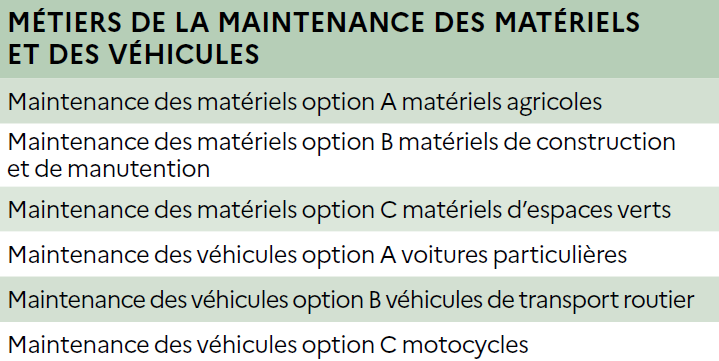 MÉTIERS DE LA MAINTENANCE DES MATÉRIELS
ET DES VÉHICULES
Maintenance des matériels option A matériels agricoles
Maintenance des matériels option B matériels de construction
et de manutention
Maintenance des matériels option C matériels d’espaces verts
Maintenance des véhicules option A voitures particulières
Maintenance des véhicules option B véhicules de transport routier
Maintenance des véhicules option C motocycles